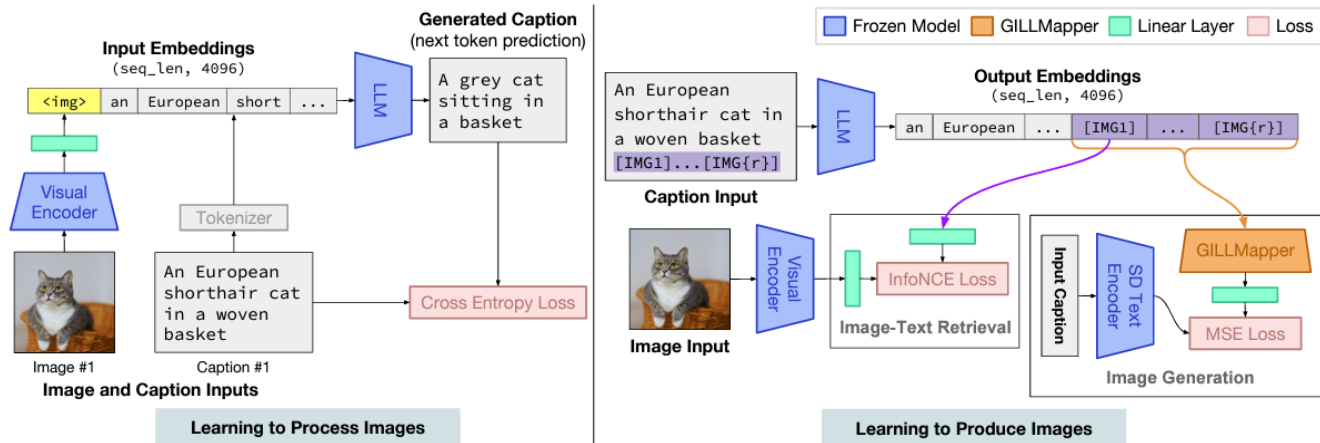 Generated Caption
(next token prediction)
Input Embeddings
(seq_len, 4096)
<img> an European short ...
LLM
A grey cat
sitting in
a basket
Visual
Encoder
Tokenizer
An European
shorthair cat
in a woven
basket
Cross Entropy Loss
Image #1
Caption #1
Image and Caption Inputs
Learning to Process Images
Frozen Model GILLMapper Linear Layer Loss
An European
shorthair cat in
a woven basket
[IMG1]...[IMG{r}]
Caption Input
LLM
Output Embeddings
(seq_len, 4096)
an European ... [IMG1] ... [IMG{r}]
Image Input
Visual
Encoder
InfoNCE Loss
Image-Text Retrieval
Input Caption
SD Text
Encoder
GILLMapper
MSE Loss
Image Generation
Learning to Produce Images